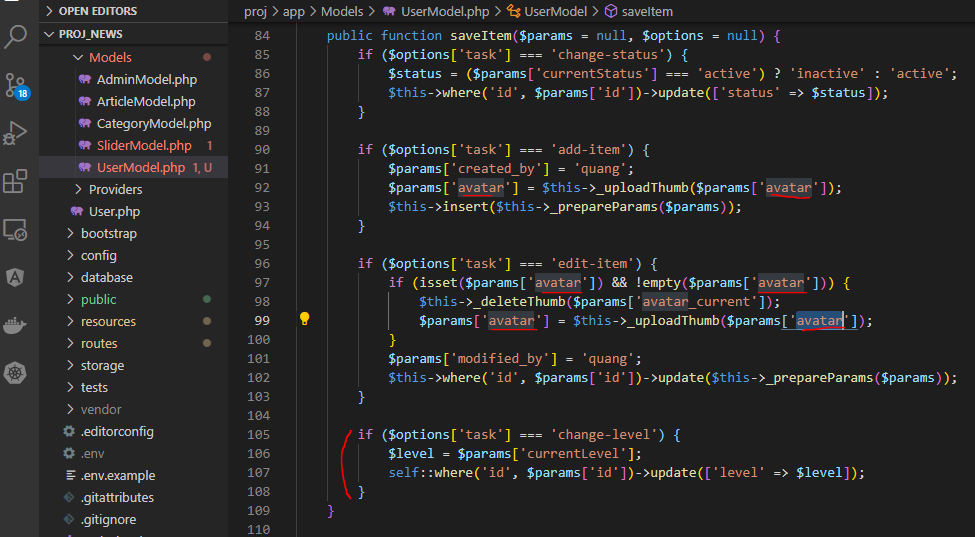 OPEN EDITORS
PROJ_NEWS
Models
AdminModel.php
ArticleModel.php
CategoryModel.php
SliderModel.php 1
UserModel.php 1, U
Providers
User.php
bootstrap
config
database
public
resources
routes
storage
tests
vendor
.editorconfig
.env
.env.example
.gitattributes
.gitignore
18
proj > app > Models > UserModel.php > UserModel > saveItem
84 public function saveItem($params = null, $options = null) {
85 if ($options['task'] === 'change-status') {
86 $status = ($params['currentStatus'] === 'active') ? 'inactive' : 'active';
87 $this->where('id', $params['id'])->update(['status' => $status]);
88 }
89
90 if ($options['task'] === 'add-item') {
91 $params['created_by'] = 'quang';
92 $params['avatar'] = $this->_uploadThumb($params['avatar']);
93 $this->insert($this->_prepareParams($params));
94 }
95
96 if ($options['task'] === 'edit-item') {
97 if (isset($params['avatar']) && !empty($params['avatar'])) {
98 $this->_deleteThumb($params['avatar_current']);
99 $params['avatar'] = $this->_uploadThumb($params['avatar']);
100 }
101 $params['modified_by'] = 'quang';
102 $this->where('id', $params['id'])->update($this->_prepareParams($params));
103 }
104
105 if ($options['task'] === 'change-level') {
106 $level = $params['currentLevel'];
107 self::where('id', $params['id'])->update(['level' => $level]);
108 }
109 }
110